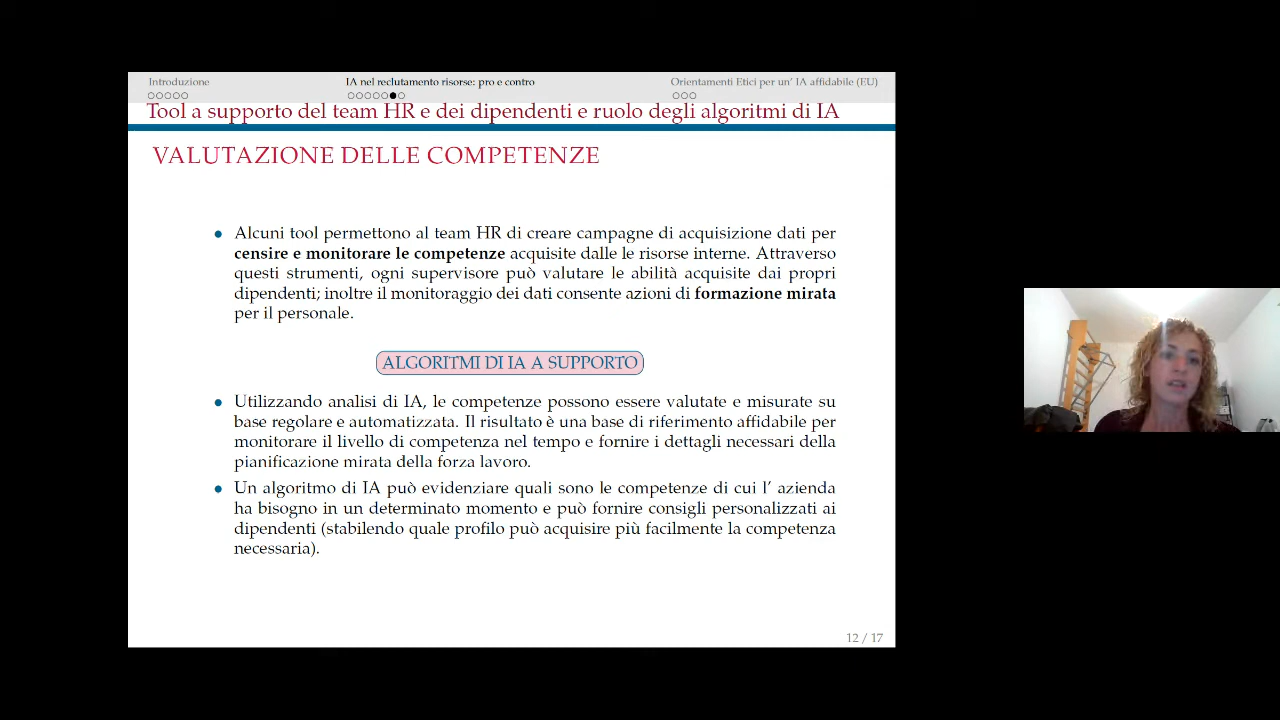 Introduzione
IA nel reclutamento risorse: pro e contro
Orientamenti Etici per un' IA affidabile (EU)
Tool a supporto del team HR e dei dipendenti e ruolo degli algoritmi di IA
VALUTAZIONE DELLE COMPETENZE
Alcuni tool permettono al team HR di creare campagne di acquisizione dati per
censire e monitorare le competenze acquisite dalle le risorse interne. Attraverso
questi strumenti, ogni supervisore può valutare le abilità acquisite dai propri
dipendenti; inoltre il monitoraggio dei dati consente azioni di formazione mirata
per il personale.
ALGORITMI DI IA A SUPPORTO
Utilizzando analisi di IA, le competenze possono essere valutate e misurate su
base regolare e automatizzata. Il risultato è una base di riferimento affidabile per
monitorare il livello di competenza nel tempo e fornire i dettagli necessari della
pianificazione mirata della forza lavoro.
Un algoritmo di IA può evidenziare quali sono le competenze di cui l' azienda
ha bisogno in un determinato momento e può fornire consigli personalizzati ai
dipendenti (stabilendo quale profilo può acquisire più facilmente la competenza
necessaria).
12 / 17